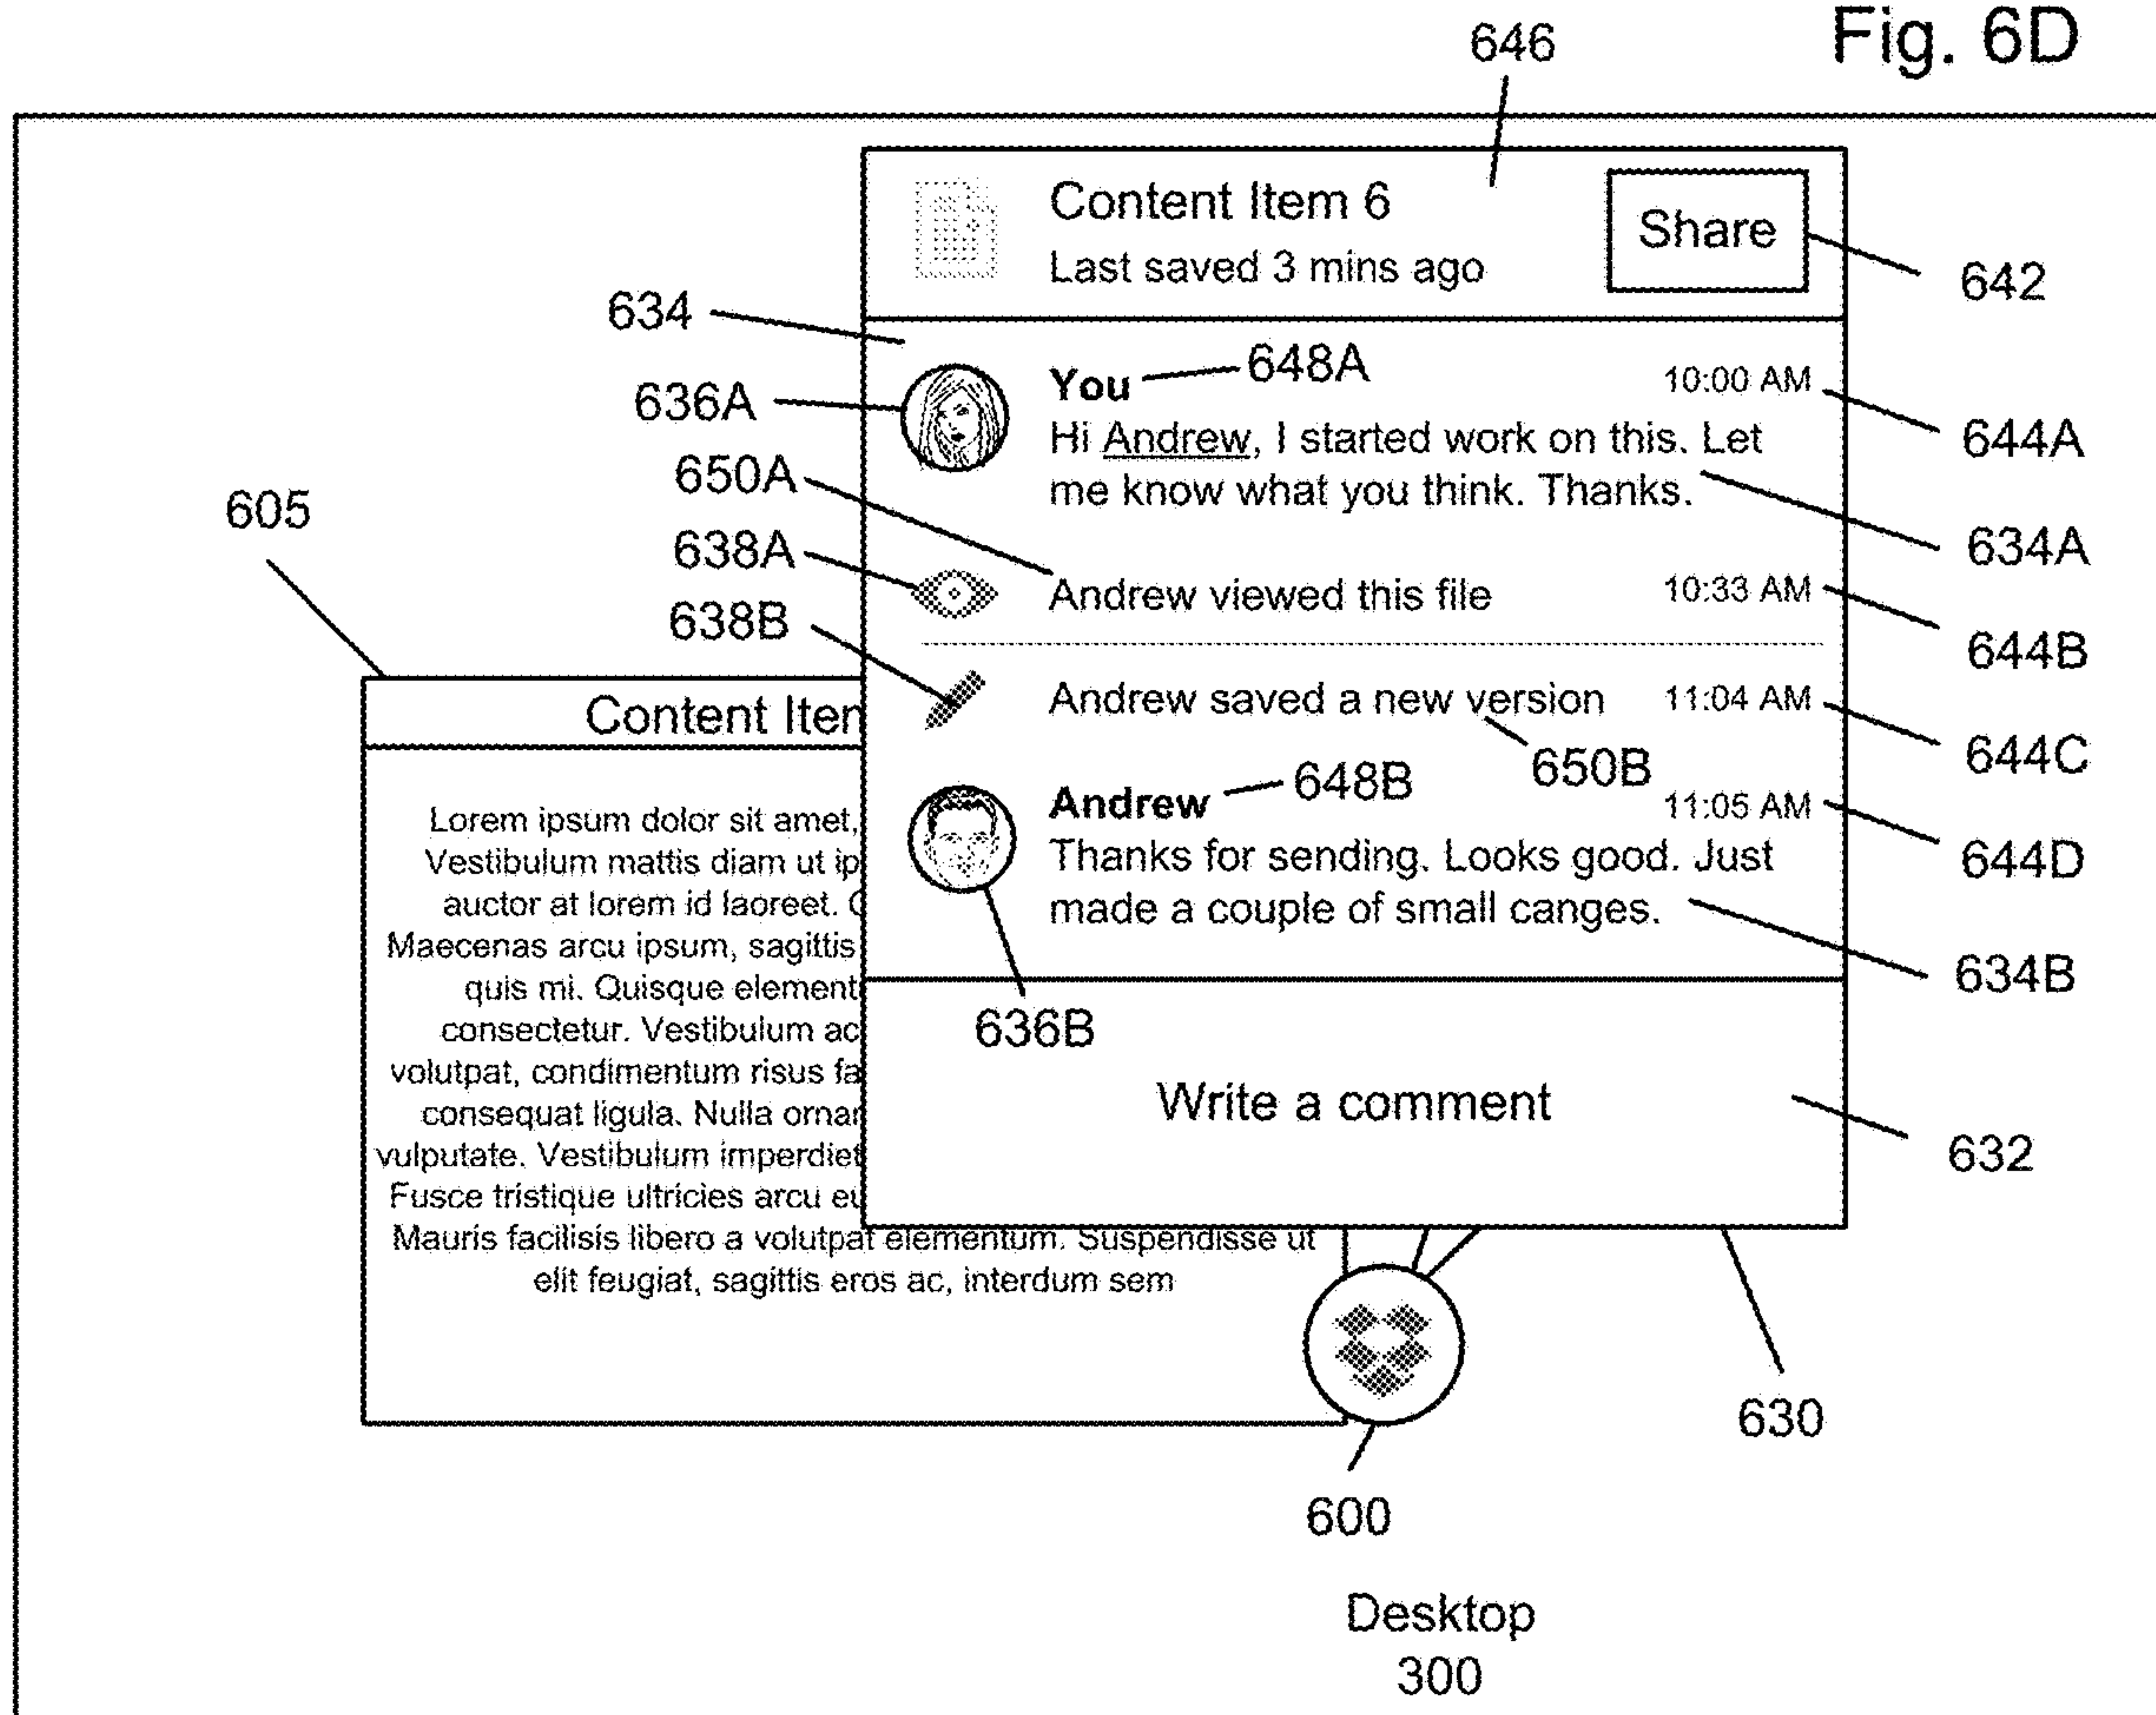 Fig. 6D
646
Content Item 6
Share
Last saved 3 mins ago
642
634
You
648A
10:00 AM
636A
Hi Andrew, I started work on this. Let
644A
me know what you think. Thanks.
650A
605
634A
638A
Andrew viewed this file
10:33 AM
638B
644B
Andrew saved a new version
11:04 AM
Content Iter
650B
644C
648B
Andrew
11:05 AM
Thanks for sending. Looks good. Just
644D
made a couple of small canges.
634B
636B
Write a comment
632
Lorem ipsum dolor sit amet,
Vestibulum mattis diam ut ip
auctor at lorem id laoreet.
Maecenas arcu ipsum, sagittis
quis mi. Quisque element
consectetur. Vestibulum ac
volutpat, condimentum risus fa
consequat ligula. Nulla ornar
vulputate. Vestibulum imperdiet
Fusce tristique ultricies arcu eu
Mauris facilisis libero a volutpat elementum. Suspendisse ut
elit feugiat, sagittis eros ac, interdum sem
630
600
Desktop
300